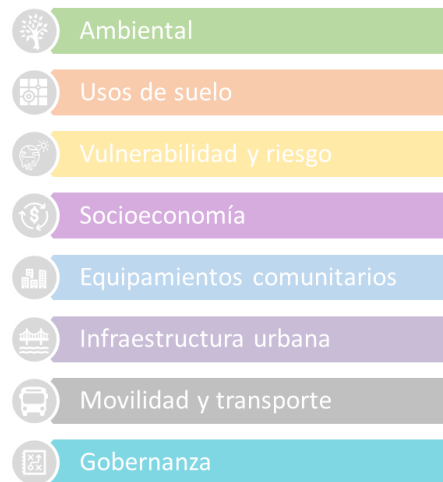 Ambiental
Usos de suelo
Vulnerabilidad y riesgo
Socioeconomía
Equipamientos comunitarios
Infraestructura urbana
Movilidad y transporte
Gobernanza